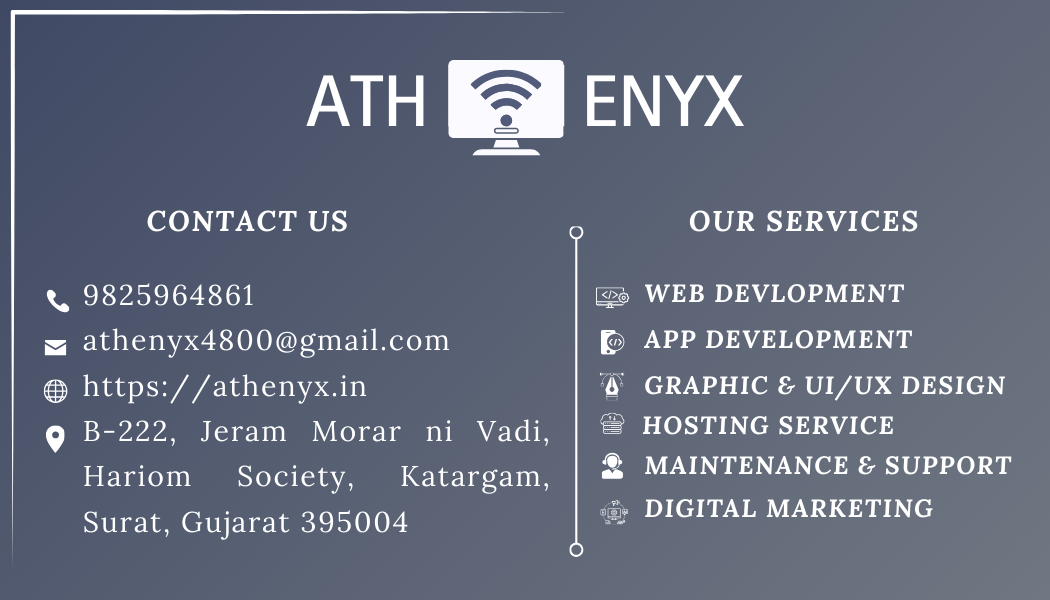 ATH ENYX
CONTACT US
9825964861
athenyx4800@gmail.com
https://athenyx.in
B-222, Jeram Morar ni Vadi,
Hariom Society, Katargam,
Surat, Gujarat 395004
OUR SERVICES
WEB DEVLOPMENT
APP DEVELOPMENT
GRAPHIC & UI/UX DESIGN
HOSTING SERVICE
MAINTENANCE & SUPPORT
DIGITAL MARKETING